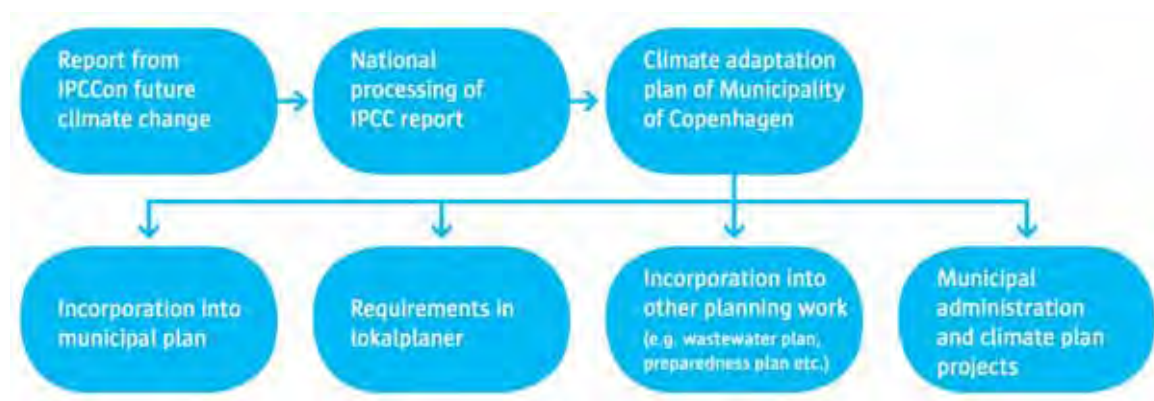 Report from
IPCCon future
climate change
National
processing of
IPCC report
Climate adaptation
plan of Municipality
of Copenhagen
Incorporation into
municipal plan
Requirements in
lokalplaner
Incorporation into
other planning work
(e.g. wastewater plan,
preparedness plan etc.)
Municipal
administration
and climate plan
projects